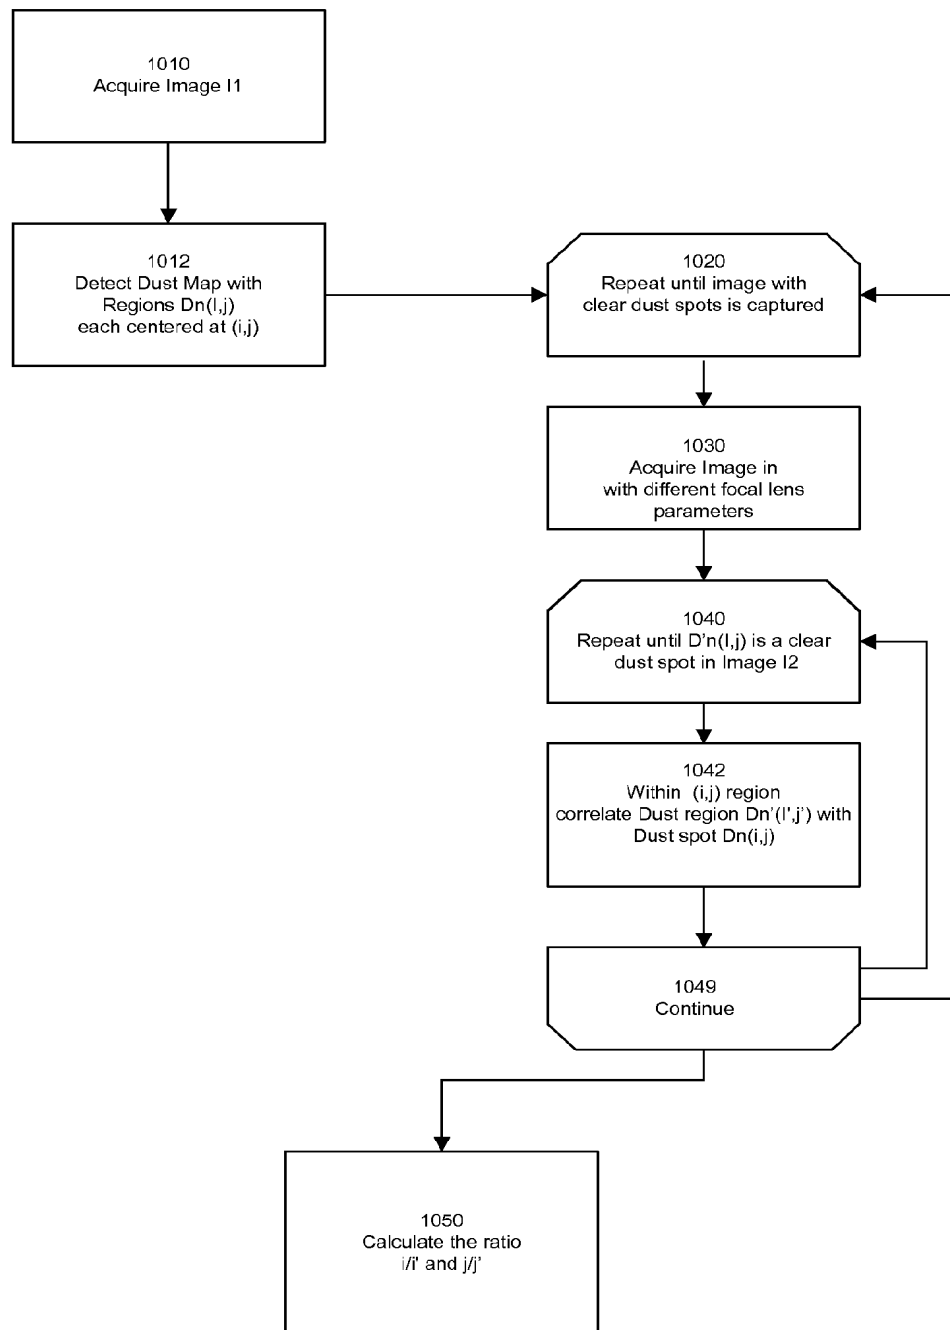 1010
Acquire Image I1
1012
Detect Dust Map with
Regions Dn(I,j)
each centered at (i,j)
1020
Repeat until image with
clear dust spots is captured
1030
Acquire Image in
with different focal lens
parameters
1040
Repeat until D'n(I,j) is a clear
dust spot in Image I2
1042
Within (i,j) region
correlate Dust region Dn'(I',j') with
Dust spot Dn(i,j)
1049
Continue
1050
Calculate the ratio
i/i' and j/j'